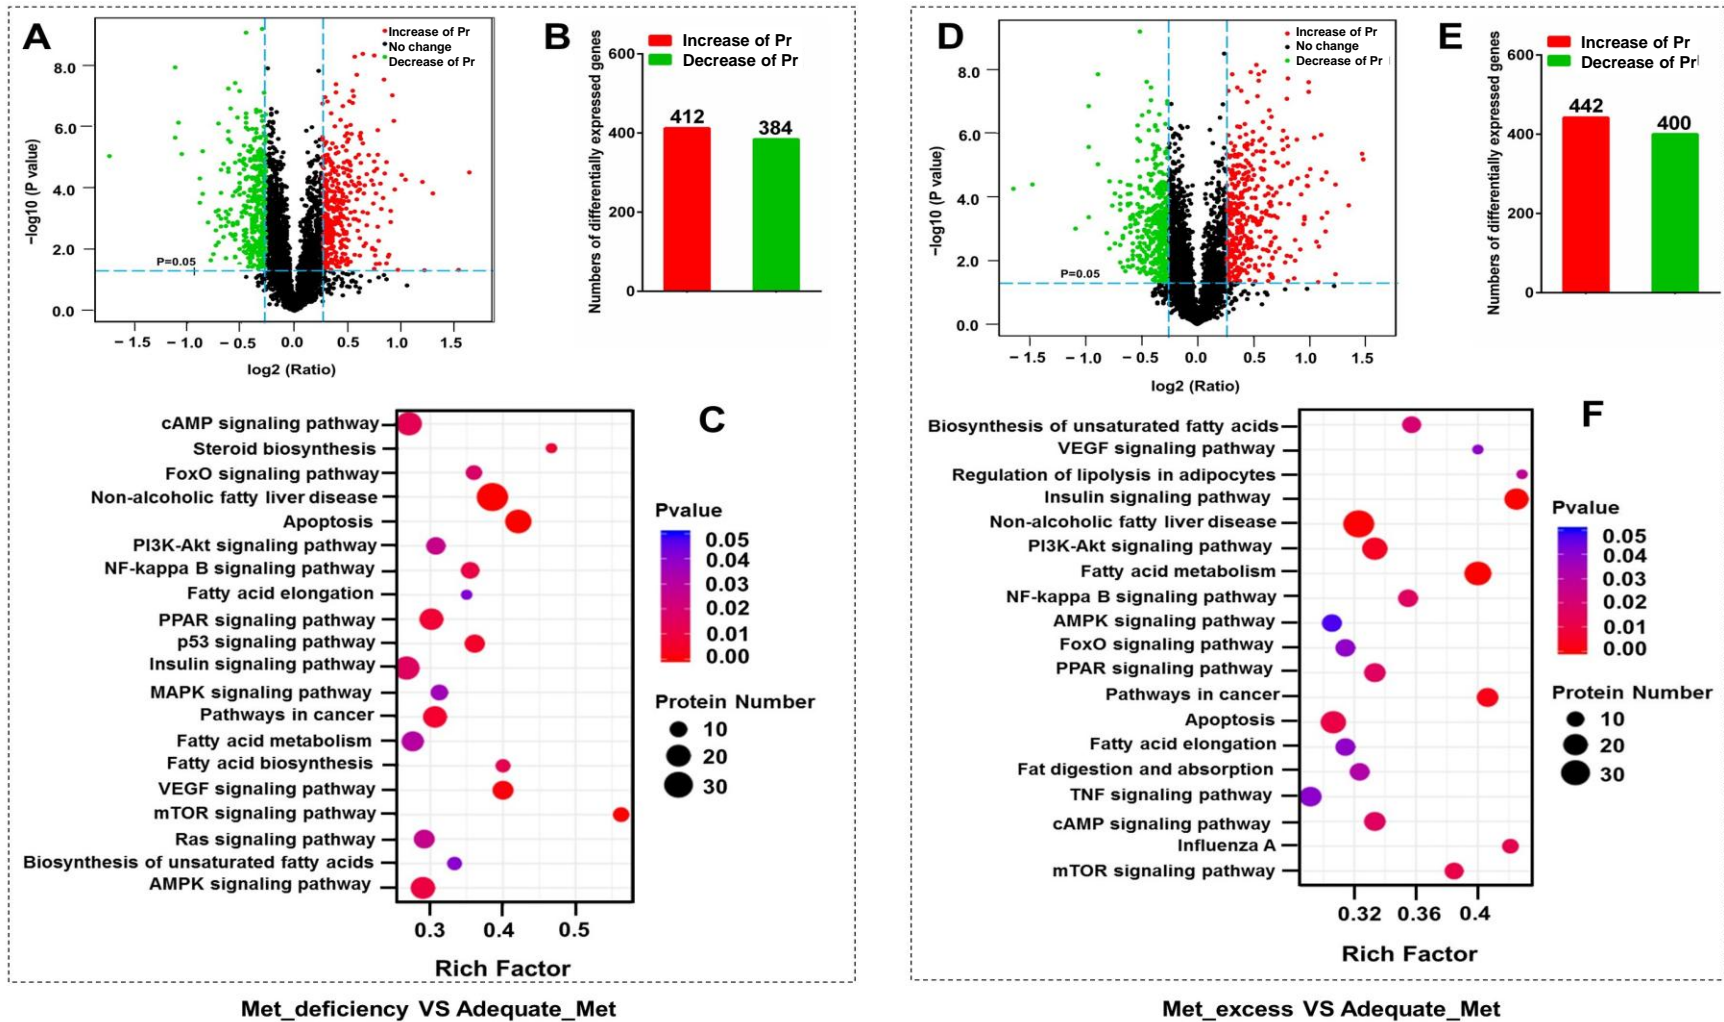 A
Increase of Pr
No change
Decrease of Pr
8.0
6.0
4.0
2.0
0.0
−log10 (P value)
P=0.05
− 1.5 − 1.0 − 0.5 0.0 0.5 1.0 1.5
log2 (Ratio)
B
Increase of Pr
Decrease of Pr
Numbers of differentially expressed genes
600
400
200
0
412
384
cAMP signaling pathway
Steroid biosynthesis
FoxO signaling pathway
Non-alcoholic fatty liver disease
Apoptosis
PI3K-Akt signaling pathway
NF-kappa B signaling pathway
Fatty acid elongation
PPAR signaling pathway
p53 signaling pathway
Insulin signaling pathway
MAPK signaling pathway
Pathways in cancer
Fatty acid metabolism
Fatty acid biosynthesis
VEGF signaling pathway
mTOR signaling pathway
Ras signaling pathway
Biosynthesis of unsaturated fatty acids
AMPK signaling pathway
0.3 0.4 0.5
Rich Factor
C
Pvalue
0.05
0.04
0.03
0.02
0.01
0.00
Protein Number
10
20
30
Met_deficiency VS Adequate_Met
D
Increase of Pr
No change
Decrease of Pr
8.0
6.0
4.0
2.0
0.0
−log10 (P value)
P=0.05
− 1.5 − 1.0 − 0.5 0.0 0.5 1.0 1.5
log2 (Ratio)
E
Increase of Pr
Decrease of Pr
Numbers of differentially expressed genes
600
400
200
0
442
400
Biosynthesis of unsaturated fatty acids
VEGF signaling pathway
Regulation of lipolysis in adipocytes
Insulin signaling pathway
Non-alcoholic fatty liver disease
PI3K-Akt signaling pathway
Fatty acid metabolism
NF-kappa B signaling pathway
AMPK signaling pathway
FoxO signaling pathway
PPAR signaling pathway
Pathways in cancer
Apoptosis
Fatty acid elongation
Fat digestion and absorption
TNF signaling pathway
cAMP signaling pathway
Influenza A
mTOR signaling pathway
0.32 0.36 0.4
Rich Factor
F
Pvalue
0.05
0.04
0.03
0.02
0.01
0.00
Protein Number
10
20
30
Met_excess VS Adequate_Met